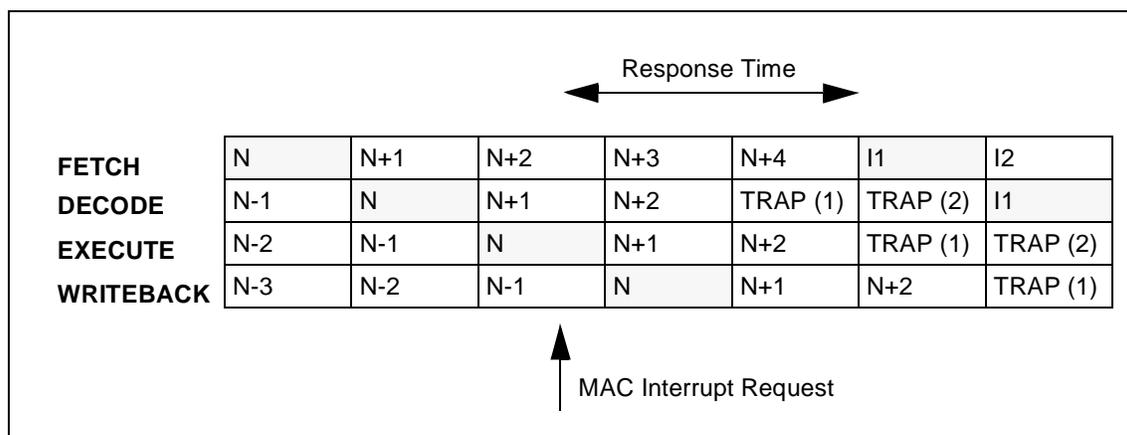 Response Time
FETCH N N+1 N+2 N+3 N+4 I1 I2
DECODE N-1 N N+1 N+2 TRAP (1) TRAP (2) I1
EXECUTE N-2 N-1 N N+1 N+2 TRAP (1) TRAP (2)
WRITEBACK N-3 N-2 N-1 N N+1 N+2 TRAP (1)
MAC Interrupt Request